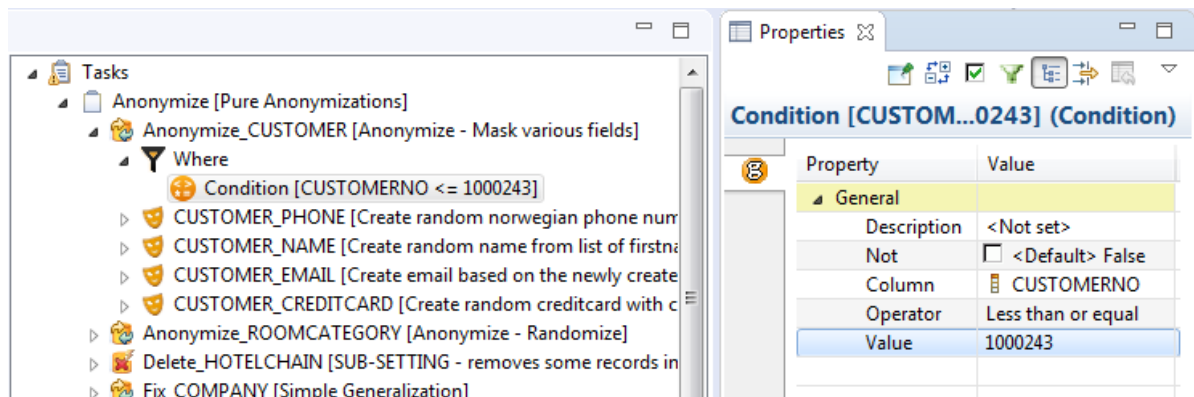 Tasks
Anonymize [Pure Anonymizations]
Anonymize_CUSTOMER [Anonymize - Mask various fields]
Where
Condition [CUSTOMERNO <= 1000243]
CUSTOMER_PHONE [Create random norwegian phone num
CUSTOMER_NAME [Create random name from list of firstna
CUSTOMER_EMAIL [Create email based on the newly create
CUSTOMER_CREDITCARD [Create random creditcard with c
Anonymize_ROOMCATEGORY [Anonymize - Randomize]
Delete_HOTELCHAIN [SUB-SETTING - removes some records in
Fix_COMPANY [Simple Generalization]
Properties
Condition [CUSTOM...0243] (Condition)
Property Value
General
Description <Not set>
Not <Default> False
Column CUSTOMERNO
Operator Less than or equal
Value 1000243